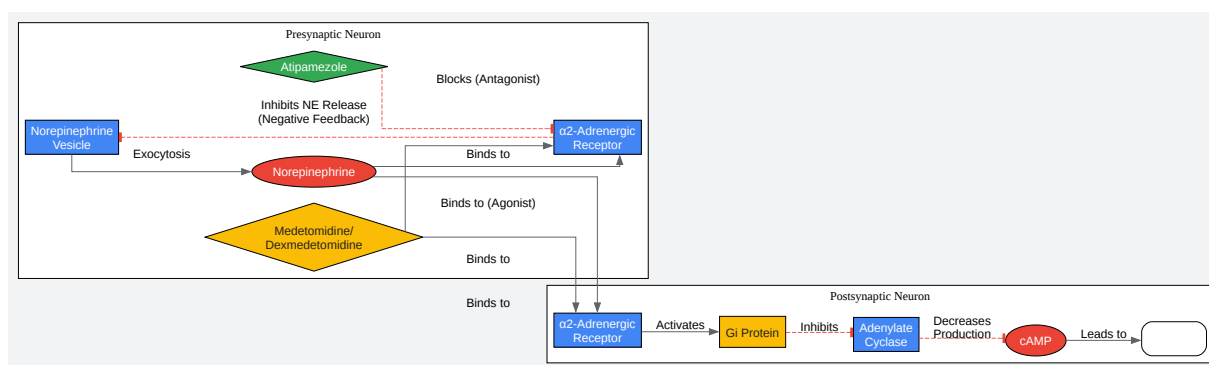 Presynaptic Neuron
Atipamezole
Blocks (Antagonist)
Inhibits NE Release
(Negative Feedback)
Norepinephrine
Vesicle
α2-Adrenergic
Receptor
Exocytosis
Binds to
Norepinephrine
Binds to (Agonist)
Medetomidine/
Dexmedetomidine
Binds to
Binds to
Postsynaptic Neuron
α2-Adrenergic
Receptor
Activates
Gi Protein
Inhibits
Adenylate
Cyclase
Decreases
Production
cAMP
Leads to